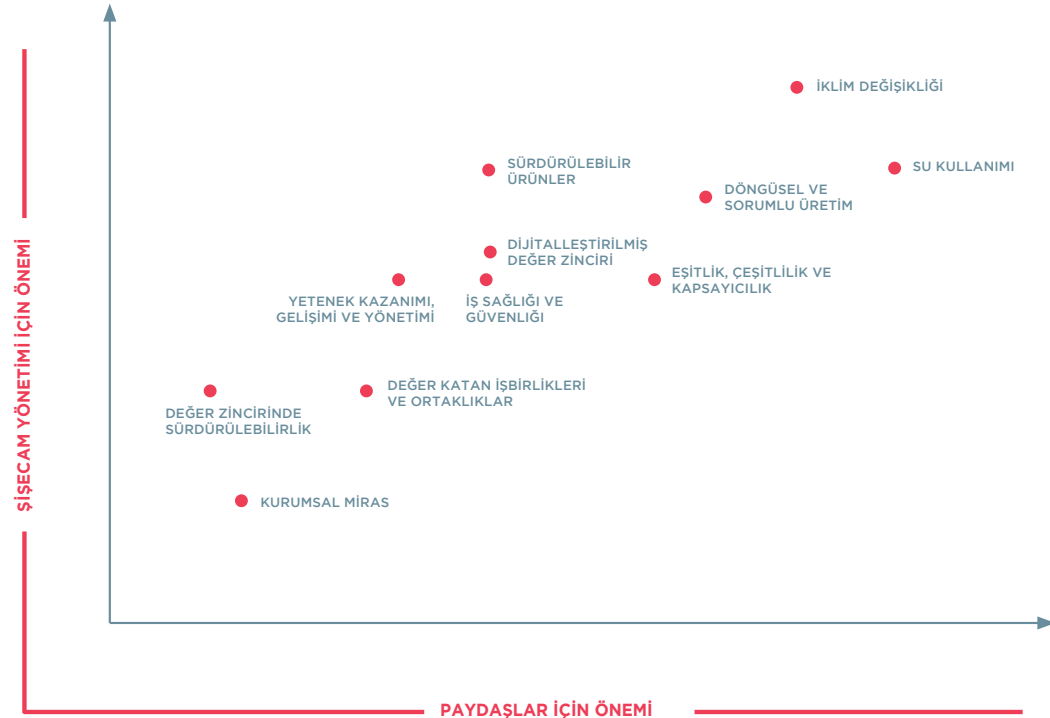 İKLİM DEĞİŞİKLİĞİ
SÜRDÜRÜLEBİLİR
ÜRÜNLER
SU KULLANIMI
DÖNGÜSEL VE
SORUMLU ÜRETİM
DİJİTALLEŞTİRİLMİŞ
DEĞER ZİNCİRİ
EŞİTLİK, ÇEŞİTLİLİK VE
KAPSAYICILIK
YETENEK KAZANIMI,
GELİŞİMİ VE YÖNETİMİ
İŞ SAĞLIĞI VE
GÜVENLIĞI
DEĞER KATAN İŞBİRLİKLERİ
VE ORTAKLIKLAR
DEĞER ZİNCİRİNDE
SÜRDÜRÜLEBİLİRLİK
KURUMSAL MİRAS
ŞİŞECAM YÖNETİMİ İÇİN ÖNEMİ
PAYDAŞLAR İÇİN ÖNEMİ